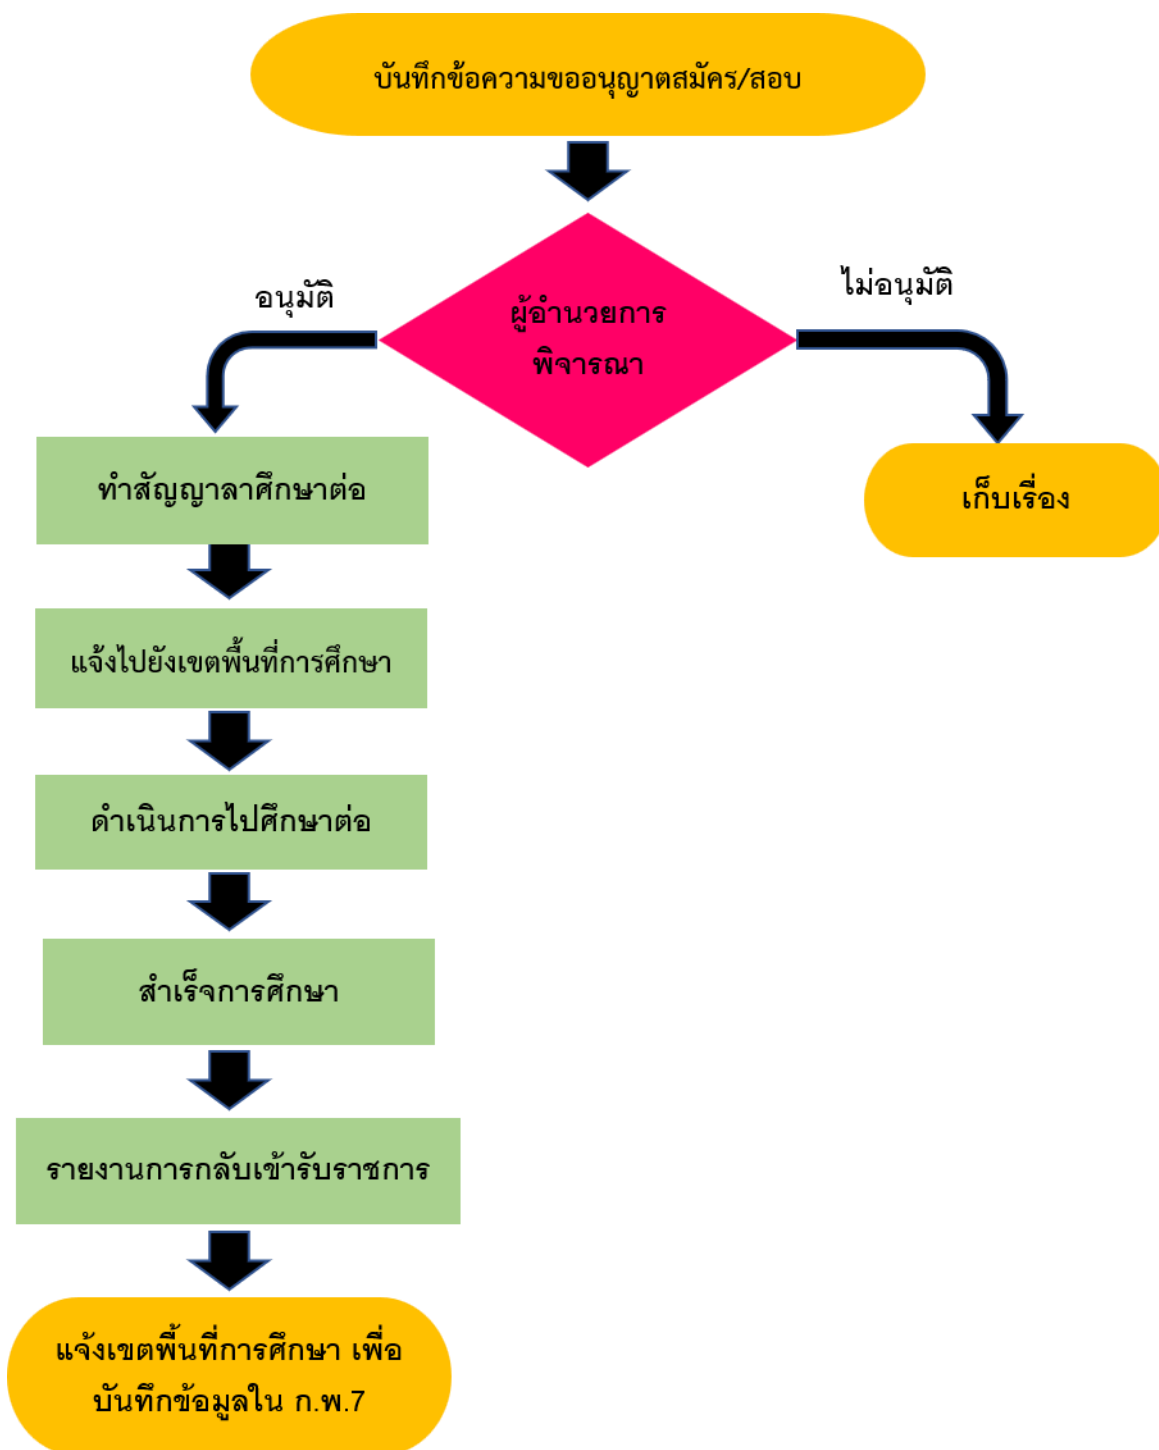 บันทึกข้อความขออนุญาตสมัคร/สอบ
อนุมัติ
ไม่อนุมัติ
ผู้อำนวยการ
พิจารณา
ทำสัญญาลาศึกษาต่อ
เก็บเรื่อง
แจ้งไปยังเขตพื้นที่การศึกษา
ดำเนินการไปศึกษาต่อ
สำเร็จการศึกษา
รายงานการกลับเข้ารับราชการ
แจ้งเขตพื้นที่การศึกษา เพื่อ
บันทึกข้อมูลใน ก.พ.7